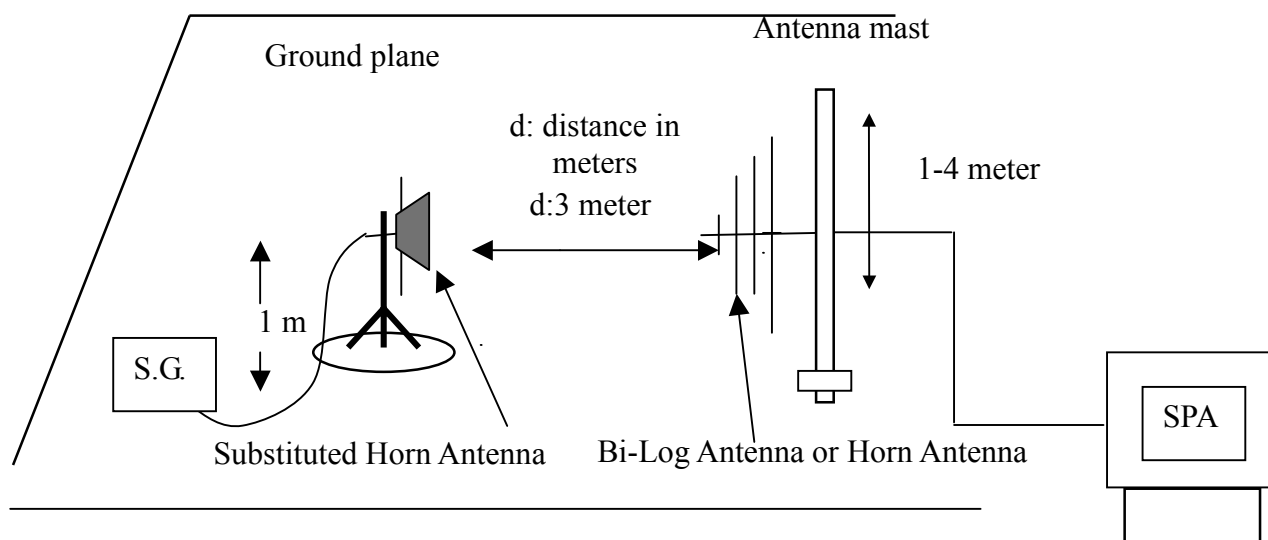 Antenna mast
Ground plane
d: distance in
meters
d:3 meter
1-4 meter
1 m
S.G.
SPA
Substituted Horn Antenna
Bi-Log Antenna or Horn Antenna